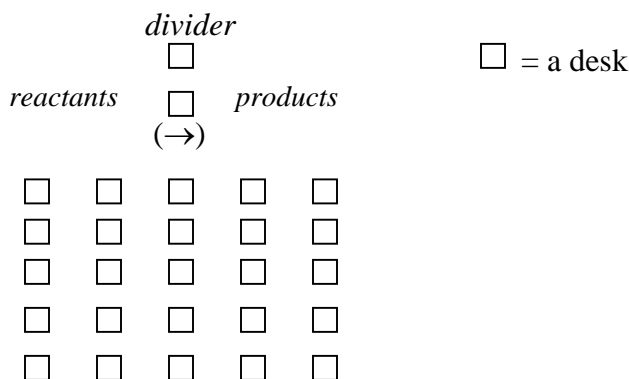 divider
= a desk
reactants products
(→)